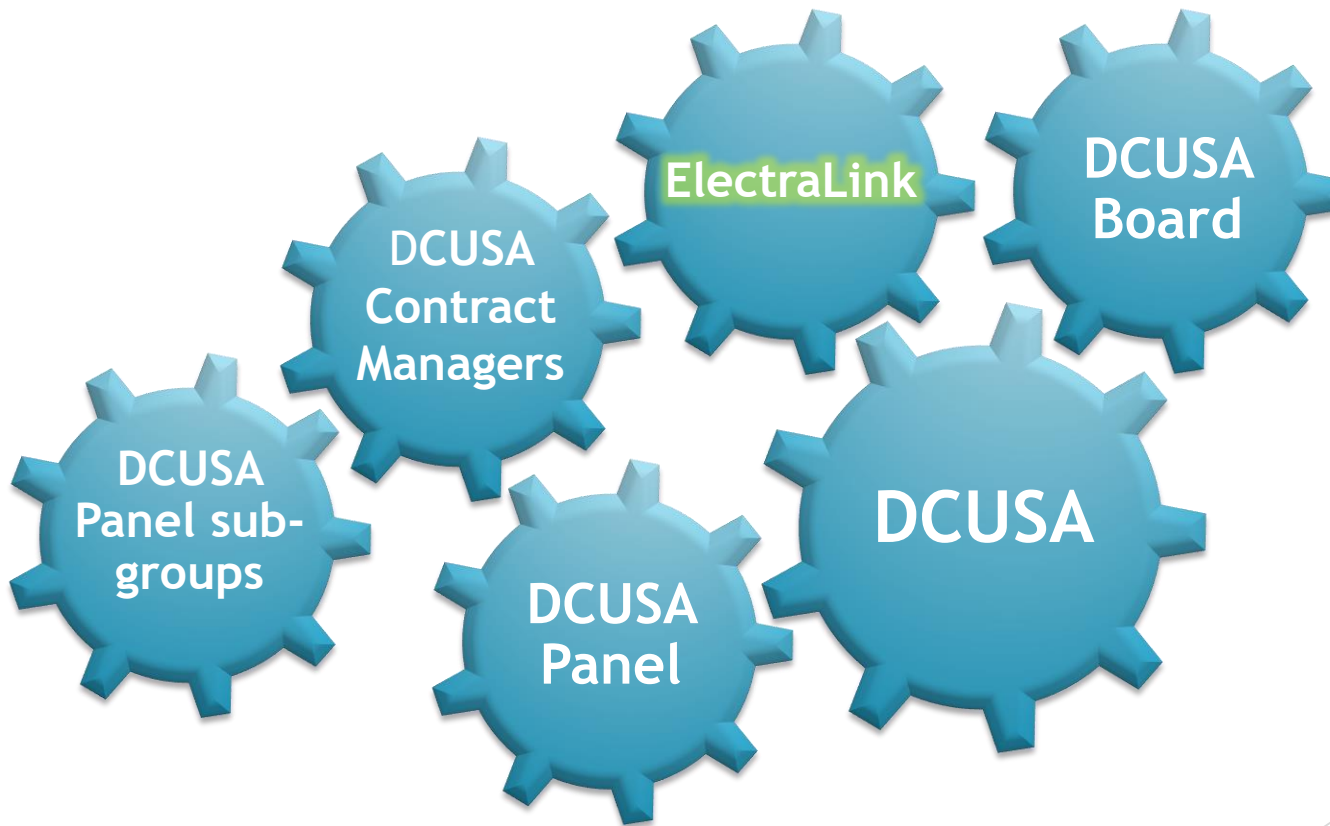 ElectraLink
DCUSA
Board
DCUSA
Contract
Managers
DCUSA
Panel sub-
groups
DCUSA
DCUSA
Panel